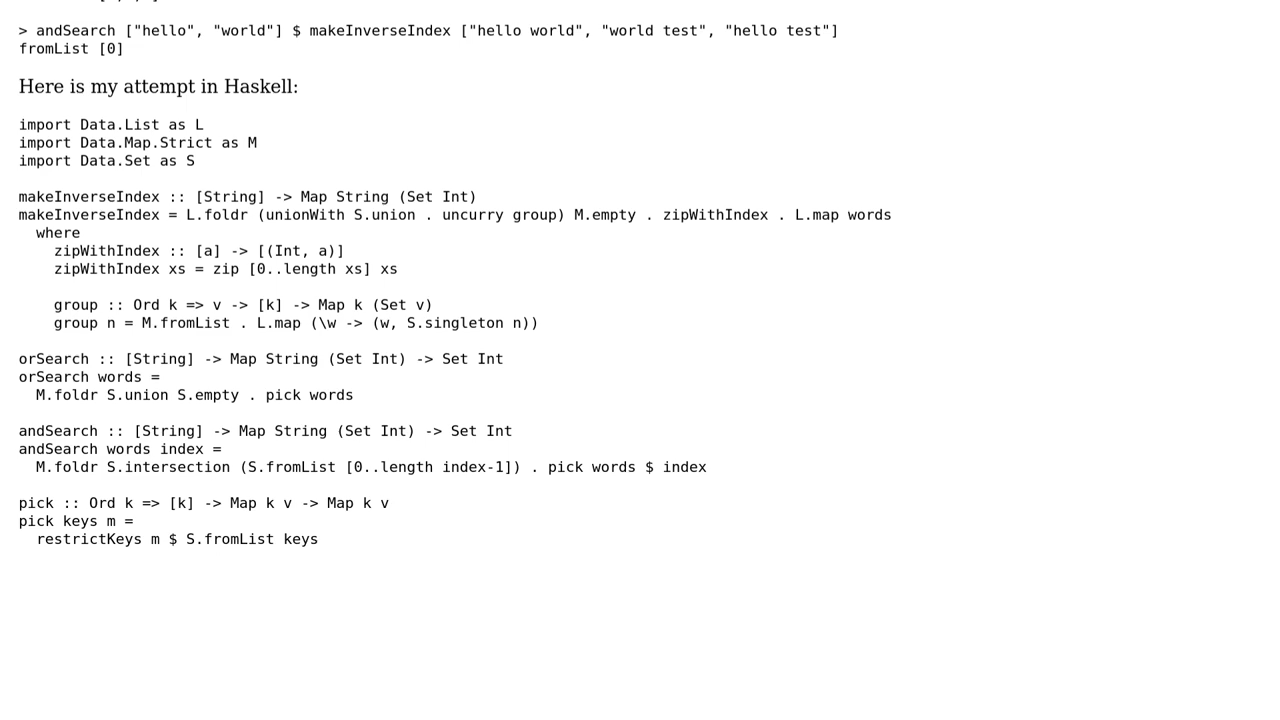 > andSearch ["hello", "world"] $ makeInverseIndex ["hello world", "world test", "hello test"]
fromList [0]
Here is my attempt in Haskell:
import Data.List as L
import Data.Map.Strict as M
import Data.Set as S
makeInverseIndex :: [String] -> Map String (Set Int)
makeInverseIndex = L.foldr (unionWith S.union . uncurry group) M.empty . zipWithIndex . L.map words
  where
    zipWithIndex :: [a] -> [(Int, a)]
    zipWithIndex xs = zip [0..length xs] xs
    group :: Ord k => v -> [k] -> Map k (Set v)
    group n = M.fromList . L.map (\w -> (w, S.singleton n))
orSearch :: [String] -> Map String (Set Int) -> Set Int
orSearch words =
  M.foldr S.union S.empty . pick words
andSearch :: [String] -> Map String (Set Int) -> Set Int
andSearch words index =
  M.foldr S.intersection (S.fromList [0..length index-1]) . pick words $ index
pick :: Ord k => [k] -> Map k v -> Map k v
pick keys m =
  restrictKeys m $ S.fromList keys